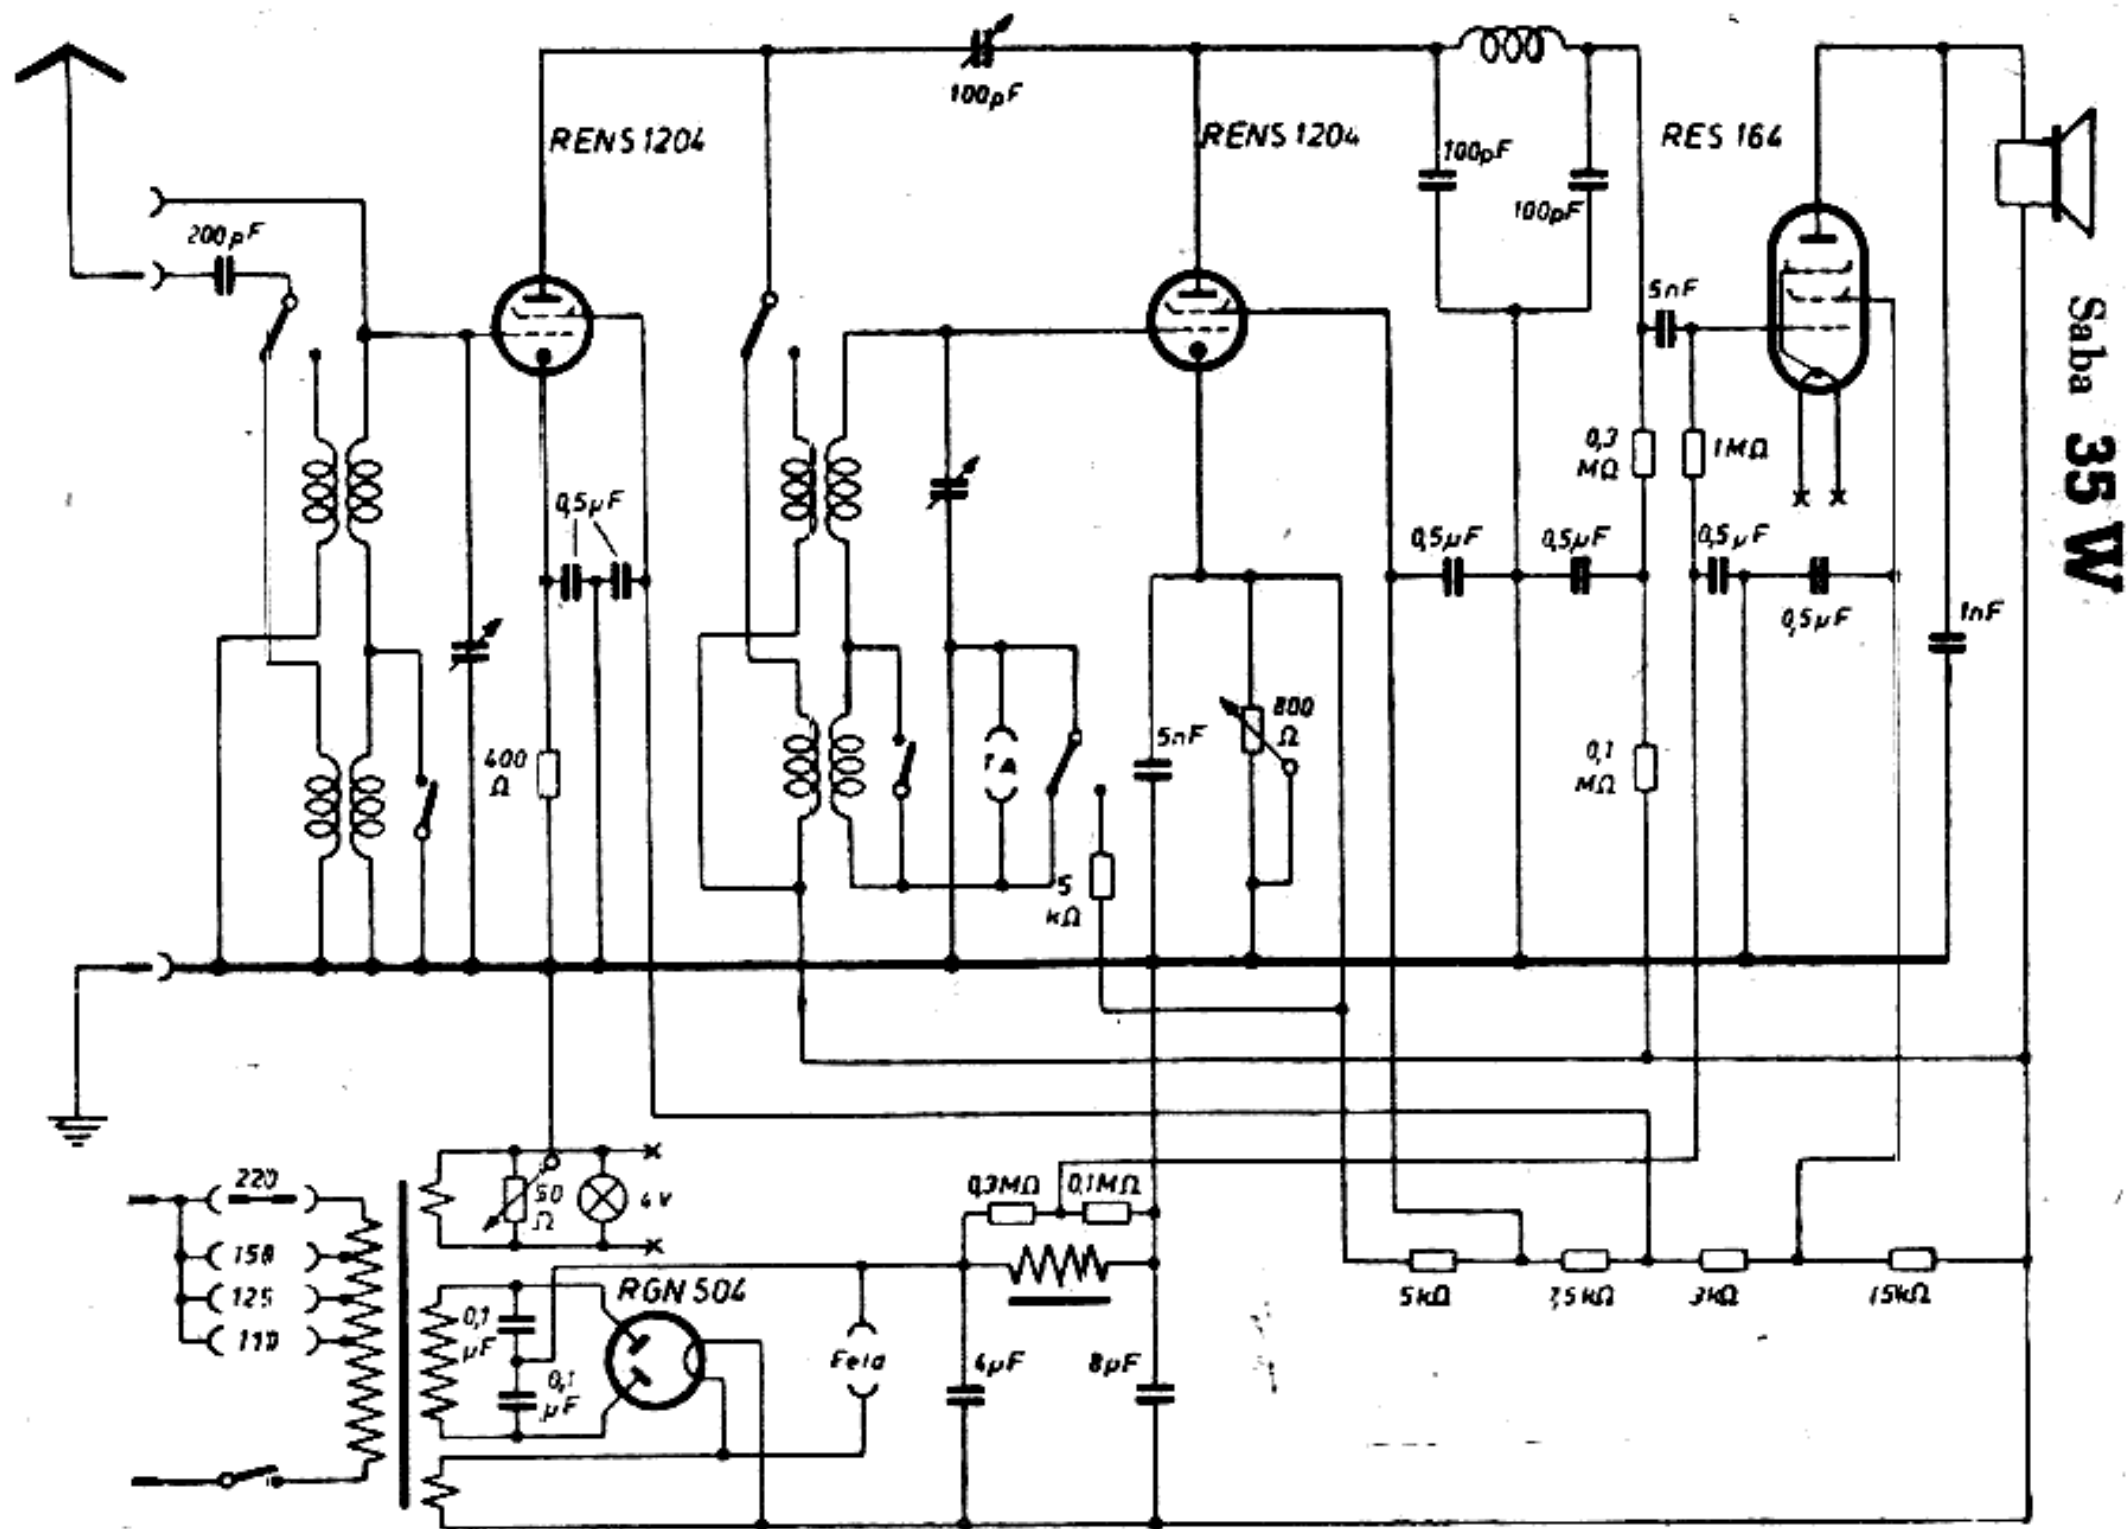 100pF
RENS 1204
RENS 1204
100pF
RES 164
100pF
200pF
5nF
Saba 35 W
0,3
MΩ
1MΩ
0,5µF
0,5µF
0,5µF
0,5µF
0,5µF
1nF
400
Ω
TA
5nF
800
Ω
0,1
MΩ
5
kΩ
220
150
125
110
50
Ω
4V
0,3MΩ
0,1MΩ
RGN 504
0,1
µF
0,1
µF
Feld
4µF
8µF
5kΩ
7,5kΩ
3kΩ
15kΩ